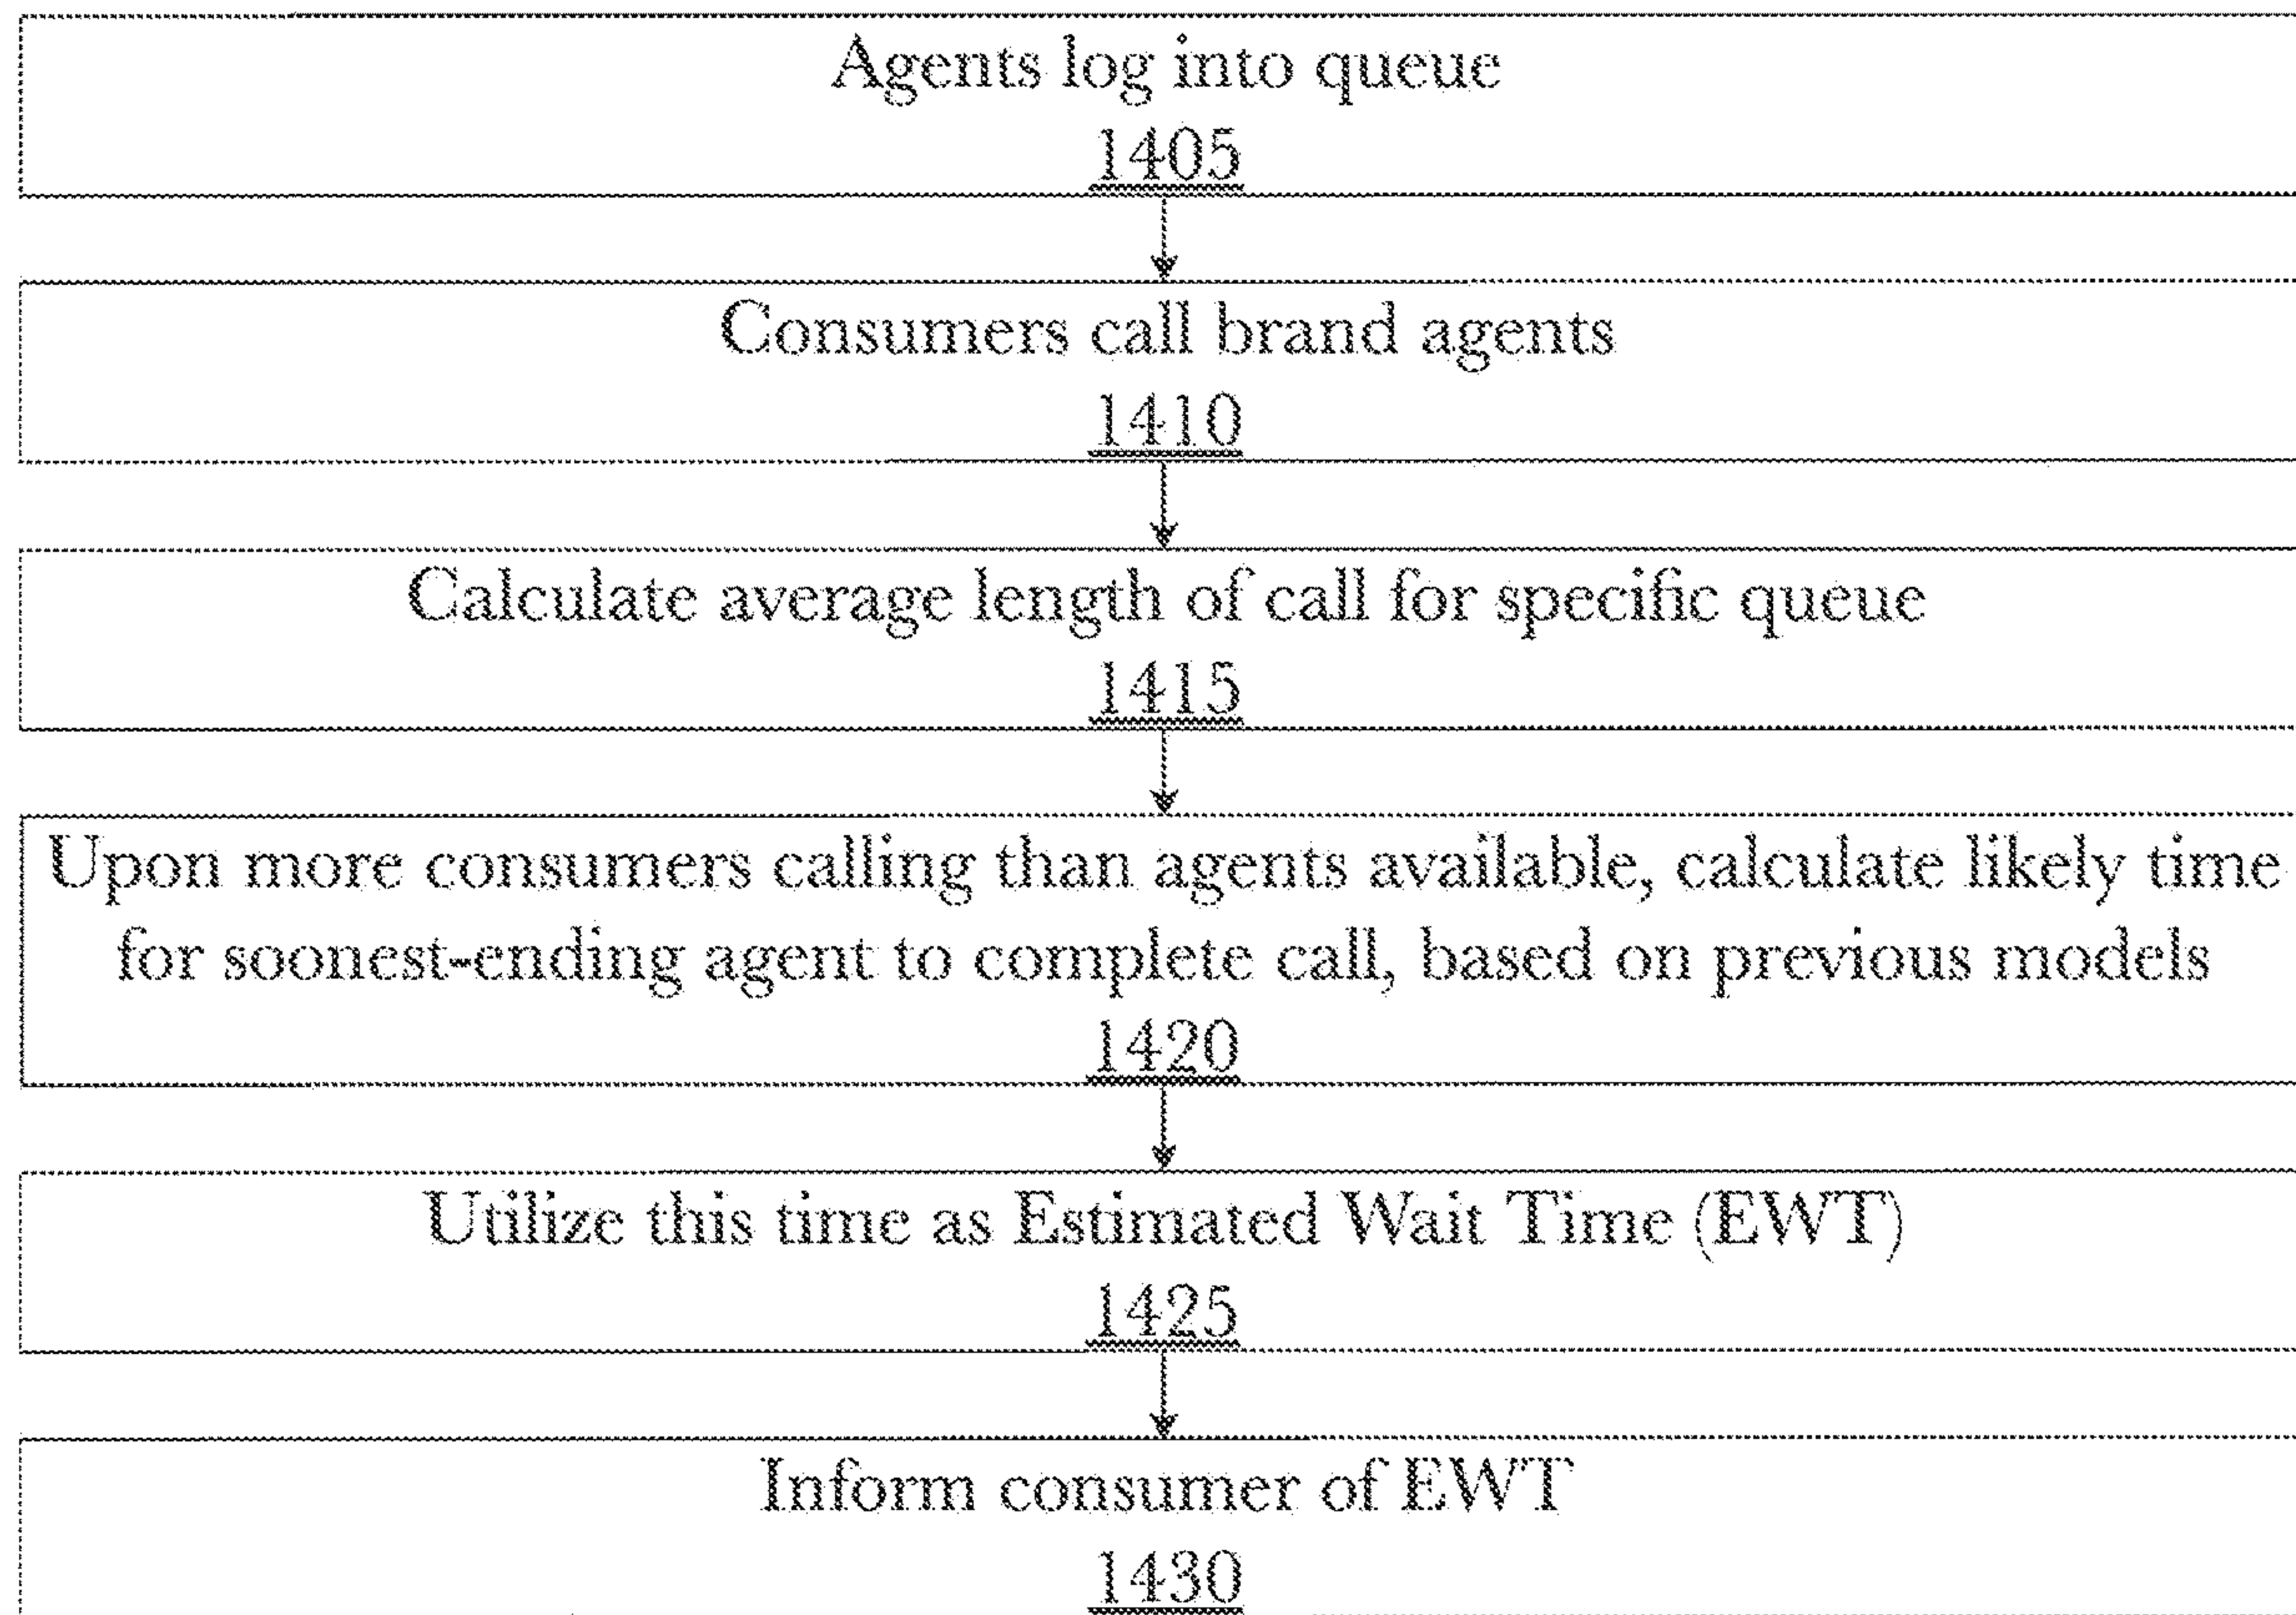 Agents log into queue
1405
Consumers call brand agents
1410
Calculate average length of call for specific queue
1415
Upon more consumers calling than agents available, calculate likely time
for soonest-ending agent to complete call, based on previous models
1420
Utilize this time as Estimated Wait Time (EWT)
1425
Inform consumer of EWT
1430